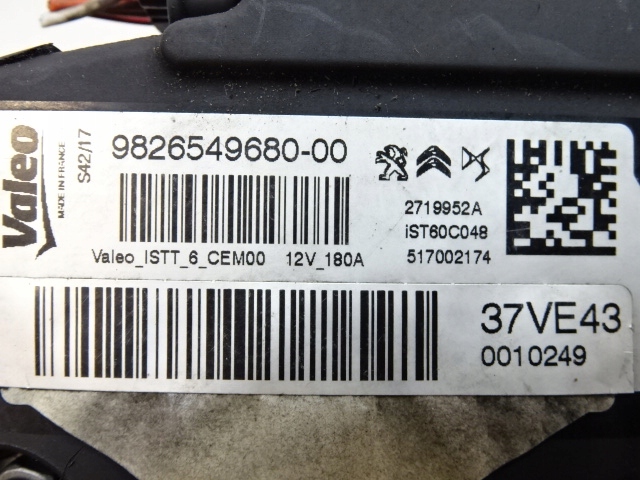 Valeo
MADE IN FRANCE
S42/17
9826549680-00
Valeo_ISTT_6_CEM00 12V_180A
2719952A
iST60C048
517002174
37VE43
0010249